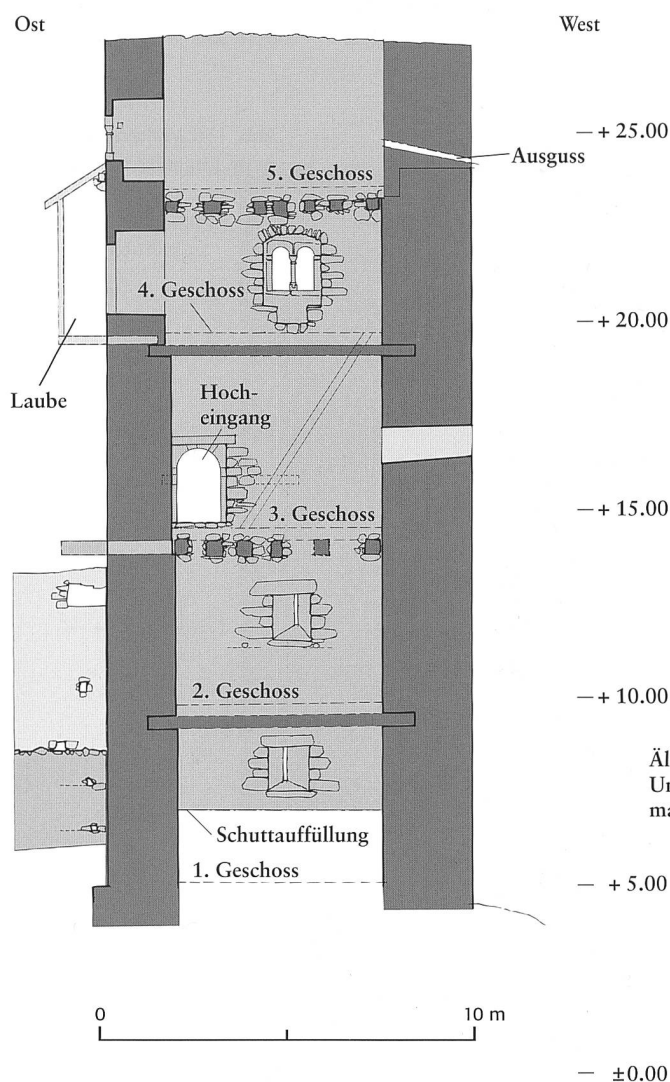 Ost
West
— + 25.00
Ausguss
5. Geschoss
4. Geschoss
— + 20.00
Laube
Hoch-
eingang
— + 15.00
3. Geschoss
2. Geschoss
— + 10.00
Schuttauffüllung
1. Geschoss
— + 5.00
0
10 m
— ±0.00